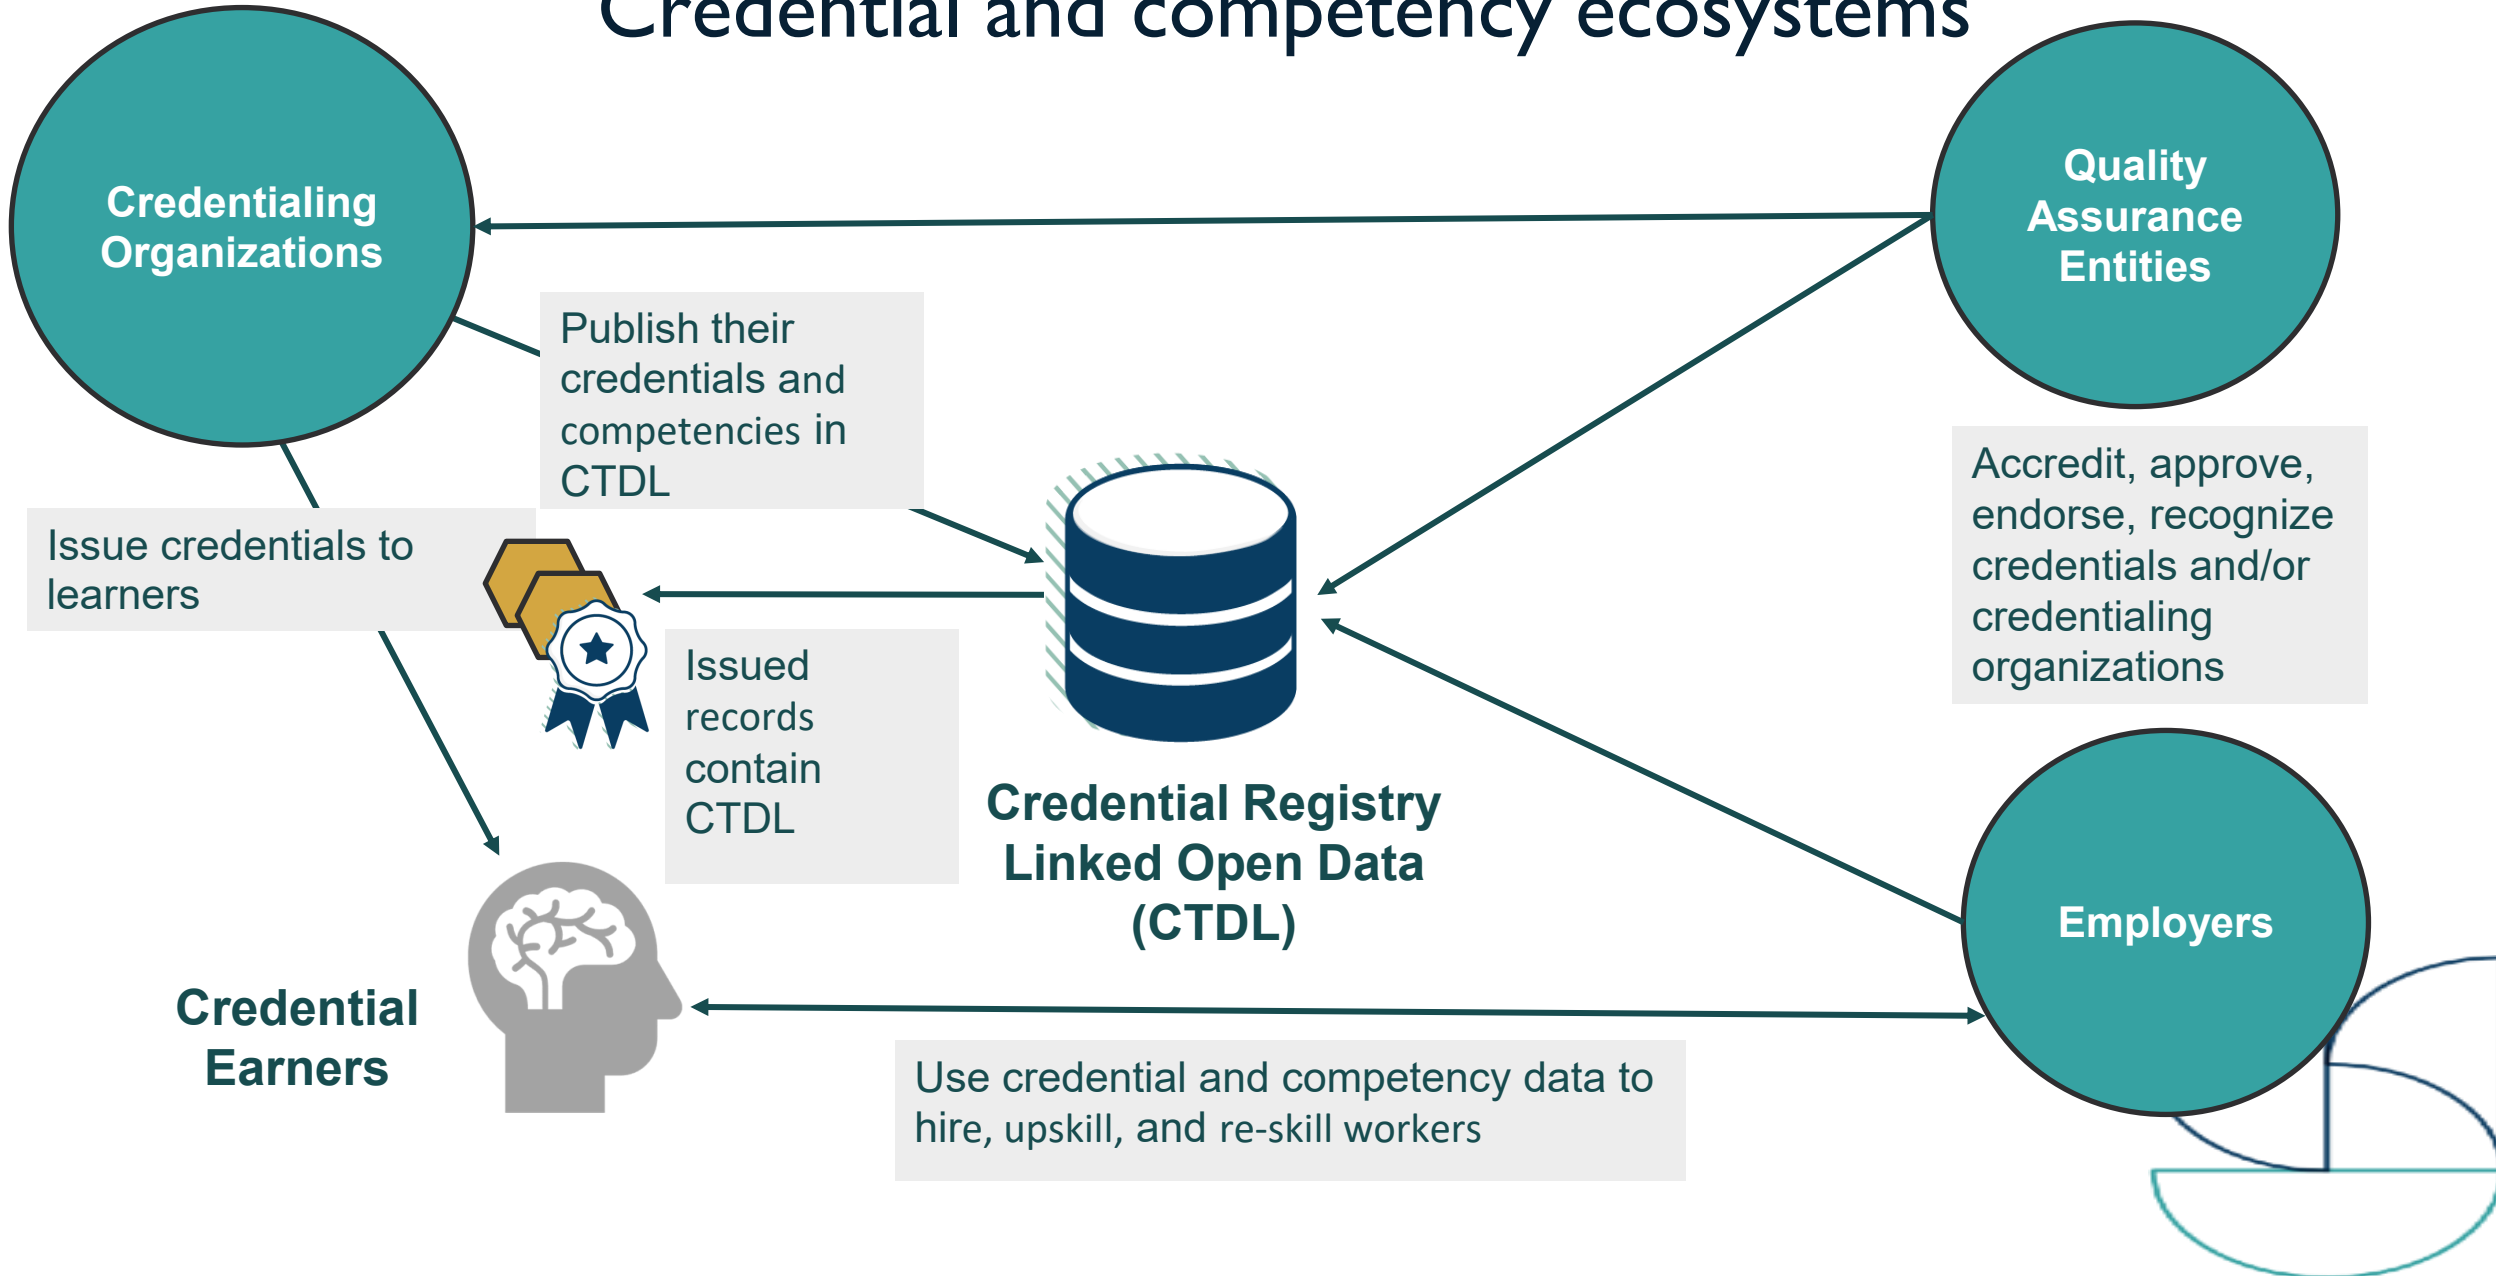 Credential and competency ecosystems
Credentialing
Organizations
Quality
Assurance
Entities
Publish their
credentials and
competencies in
CTDL
Accredit, approve,
endorse, recognize
credentials and/or
credentialing
organizations
Issue credentials to
learners
Issued
records
contain
CTDL
Credential Registry
Linked Open Data
(CTDL)
Employers
Credential
Earners
Use credential and competency data to
hire, upskill, and re-skill workers